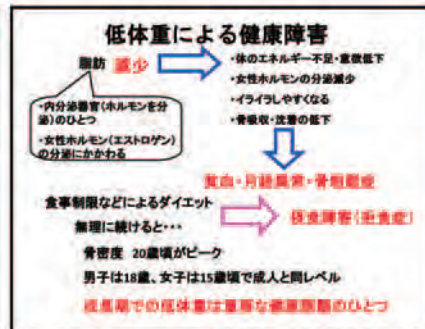 低体重による健康障害
脂肪 減少
・体のエネルギー不足・意欲低下
・女性ホルモンの分泌減少
・イライラしやすくなる
・骨吸収・沈着の低下
・内分泌器官(ホルモンを分
泌)のひとつ
・女性ホルモン(エストロゲン)
の分泌にかかわる
貧血・月経異常・骨粗鬆症
食事制限などによるダイエット
無理に続けると・・・
摂食障害(拒食症)
骨密度 20歳頃がピーク
男子は18歳、女子は15歳頃で成人と同レベル
成長期での低体重は重要な健康問題のひとつ